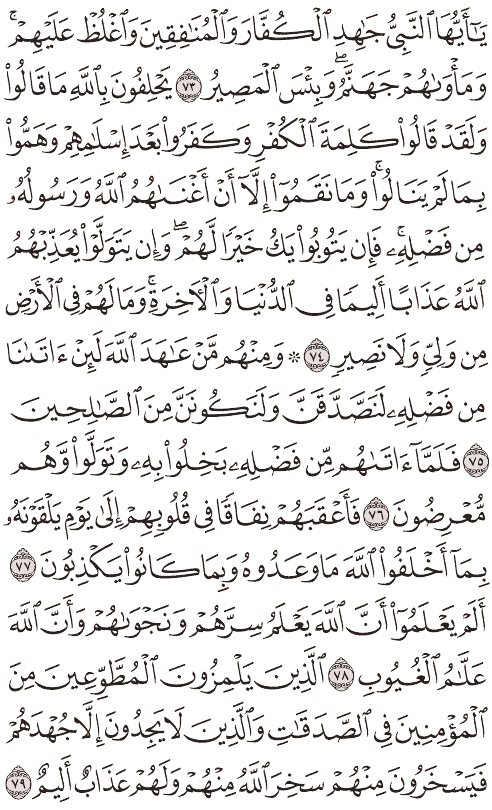 يَـٰٓأَيُّهَا ٱلنَّبِيُّ جَـٰهِدِ ٱلْكُفَّارَ وَٱلْمُنَـٰفِقِينَ وَٱغْلُظْ عَلَيْهِمْ ۚ
وَمَأْوَىٰهُمْ جَهَنَّمُ ۖ وَبِئْسَ ٱلْمَصِيرُ ٧٣ يَحْلِفُونَ بِٱللَّهِ مَا قَالُوا۟
وَلَقَدْ قَالُوا۟ كَلِمَةَ ٱلْكُفْرِ وَكَفَرُوا۟ بَعْدَ إِسْلَـٰمِهِمْ وَهَمُّوا۟
بِمَا لَمْ يَنَالُوا۟ ۚ وَمَا نَقَمُوٓا۟ إِلَّآ أَنْ أَغْنَىٰهُمُ ٱللَّهُ وَرَسُولُهُۥ
مِن فَضْلِهِۦ ۚ فَإِن يَتُوبُوا۟ يَكُ خَيْرًا لَّهُمْ ۖ وَإِن يَتَوَلَّوْا۟ يُعَذِّبْهُمُ
ٱللَّهُ عَذَابًا أَلِيمًا فِى ٱلدُّنْيَا وَٱلْـَٔاخِرَةِ ۚ وَمَا لَهُمْ فِى ٱلْأَرْضِ
مِن وَلِىٍّ وَلَا نَصِيرٍ ٧٤ ۞ وَمِنْهُم مَّنْ عَـٰهَدَ ٱللَّهَ لَئِنْ ءَاتَىٰنَا
مِن فَضْلِهِۦ لَنَصَّدَّقَنَّ وَلَنَكُونَنَّ مِنَ ٱلصَّـٰلِحِينَ
٧٥ فَلَمَّآ ءَاتَىٰهُم مِّن فَضْلِهِۦ بَخِلُوا۟ بِهِۦ وَتَوَلَّوا۟ وَّهُم
مُّعْرِضُونَ ٧٦ فَأَعْقَبَهُمْ نِفَاقًا فِى قُلُوبِهِمْ إِلَىٰ يَوْمِ يَلْقَوْنَهُۥ
بِمَآ أَخْلَفُوا۟ ٱللَّهَ مَا وَعَدُوهُ وَبِمَا كَانُوا۟ يَكْذِبُونَ ٧٧
أَلَمْ يَعْلَمُوٓا۟ أَنَّ ٱللَّهَ يَعْلَمُ سِرَّهُمْ وَنَجْوَىٰهُمْ وَأَنَّ ٱللَّهَ
عَلَّـٰمُ ٱلْغُيُوبِ ٧٨ ٱلَّذِينَ يَلْمِزُونَ ٱلْمُطَّوِّعِينَ مِنَ
ٱلْمُؤْمِنِينَ فِى ٱلصَّدَقَـٰتِ وَٱلَّذِينَ لَا يَجِدُونَ إِلَّا جُهْدَهُمْ
فَيَسْخَرُونَ مِنْهُمْ سَخِرَ ٱللَّهُ مِنْهُمْ وَلَهُمْ عَذَابٌ أَلِيمٌ ٧٩